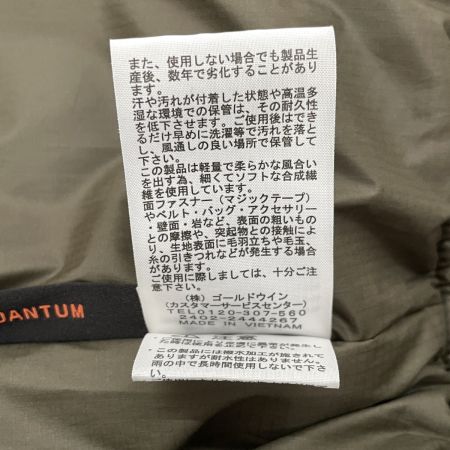 また、使用しない場合でも製品生
産後、数年で劣化することがあり
ます。
汗や汚れが付着した状態や高温多
湿な環境での保管は、その耐久性
を低下させます。ご使用後はでき
るだけ早めに洗濯等で汚れを落と
し、風通しの良い場所で保管して
下さい。
この製品は軽量で柔らかな風合い
を出す為、細くてソフトな合成繊
維を使用しています。
面ファスナー(マジックテープ)
やベルト・バッグ・アクセサリー
・壁面・岩など、表面の粗いもの
との摩擦や、突起物との接触によ
り、生地表面に毛羽立ちや毛玉、
糸の引きつれなどが発生する場合
があります。
ご使用に際しましては、十分ご注
意下さい。
(株) ゴールドウイン
(カスタマーサービスセンター)
TEL0120-307-560
2402-2444267
MADE IN VIETNAM
UANTUM
・この製品には撥水加工が施されて
ありますが耐水性はありません。
雨の中で長時間使用しないで下さ
い。